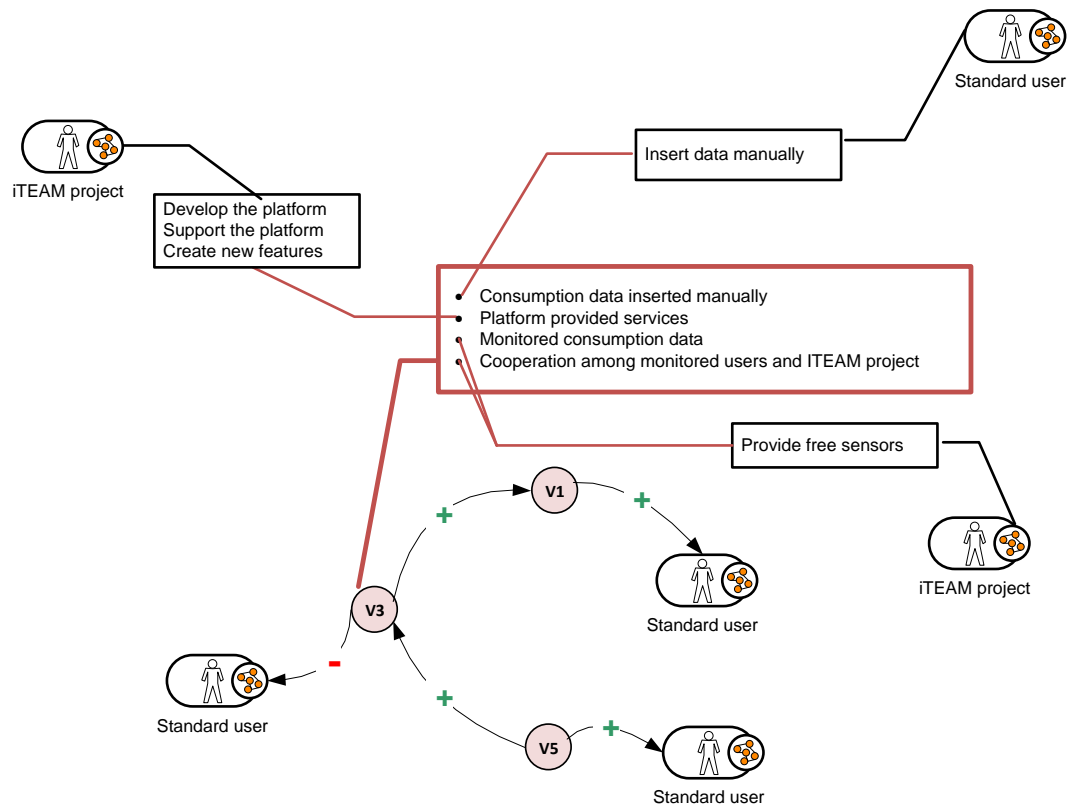 Standard user
Insert data manually
iTEAM project
Develop the platform
Support the platform
Create new features
• Consumption data inserted manually
• Platform provided services
• Monitored consumption data
• Cooperation among monitored users and ITEAM project
Provide free sensors
V1
+
+
iTEAM project
V3
Standard user
-
Standard user
+
+
V5
Standard user